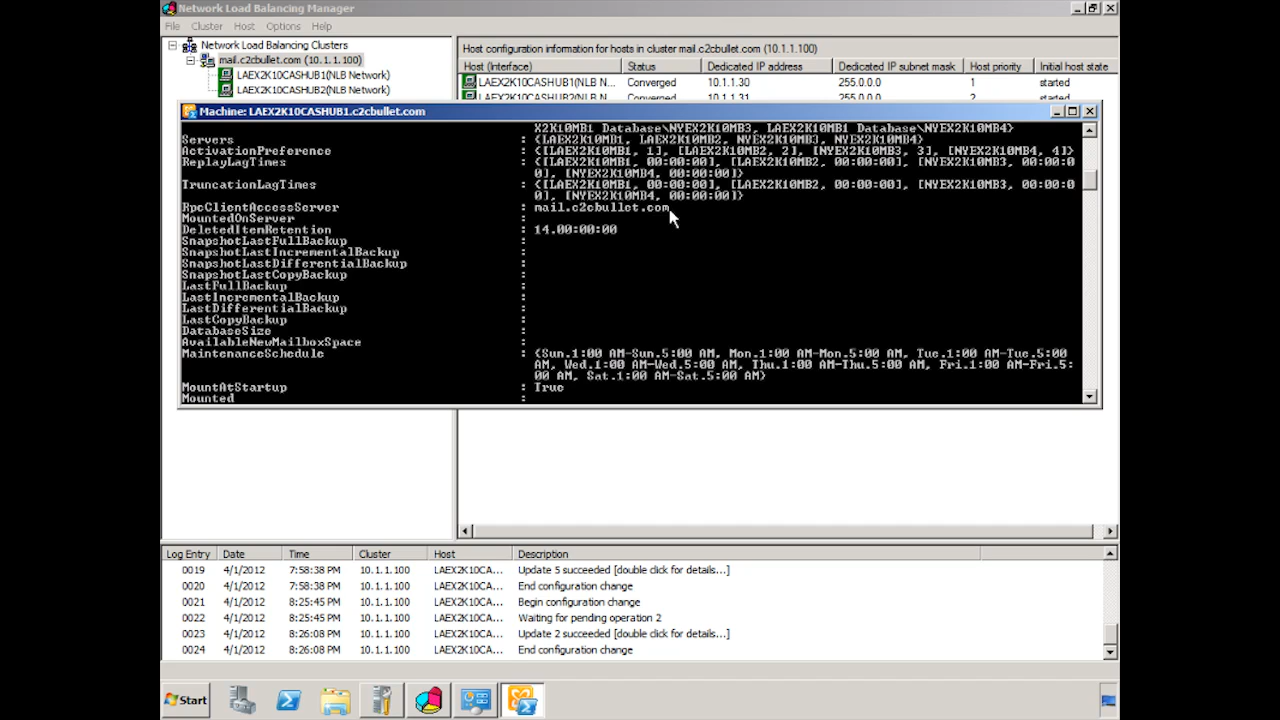 Network Load Balancing Manager
File Cluster Host Options Help
Network Load Balancing Clusters
mail.c2cbullet.com (10.1.1.100)
LAEX2K10CASHUB1(NLB Network)
LAEX2K10CASHUB2(NLB Network)
Host configuration information for hosts in cluster mail.c2cbullet.com (10.1.1.100)
Host (Interface) Status Dedicated IP address Dedicated IP subnet mask Host priority Initial host state
LAEX2K10CASHUB1(NLB N... Converged 10.1.1.30 255.0.0.0 1 started
LAEX2K10CASHUB2(NLB N... Converged 10.1.1.31 255.0.0.0 2 started
Machine: LAEX2K10CASHUB1.c2cbullet.com
X2K10MB1 Database\NYEX2K10MB3, LAEX2K10MB1 Database\NYEX2K10MB4}
Servers : {LAEX2K10MB1, LAEX2K10MB2, NYEX2K10MB3, NYEX2K10MB4}
ActivationPreference : {[LAEX2K10MB1, 1], [LAEX2K10MB2, 2], [NYEX2K10MB3, 3], [NYEX2K10MB4, 4]}
ReplayLagTimes : {[LAEX2K10MB1, 00:00:00], [LAEX2K10MB2, 00:00:00], [NYEX2K10MB3, 00:00:0
0], [NYEX2K10MB4, 00:00:00]}
TruncationLagTimes : {[LAEX2K10MB1, 00:00:00], [LAEX2K10MB2, 00:00:00], [NYEX2K10MB3, 00:00:0
0], [NYEX2K10MB4, 00:00:00]}
RpcClientAccessServer : mail.c2cbullet.com
MountedOnServer :
DeletedItemRetention : 14.00:00:00
SnapshotLastFullBackup :
SnapshotLastIncrementalBackup :
SnapshotLastDifferentialBackup :
SnapshotLastCopyBackup :
LastFullBackup :
LastIncrementalBackup :
LastDifferentialBackup :
LastCopyBackup :
DatabaseSize :
AvailableNewMailboxSpace :
MaintenanceSchedule : {Sun.1:00 AM-Sun.5:00 AM, Mon.1:00 AM-Mon.5:00 AM, Tue.1:00 AM-Tue.5:00
AM, Wed.1:00 AM-Wed.5:00 AM, Thu.1:00 AM-Thu.5:00 AM, Fri.1:00 AM-Fri.5:
00 AM, Sat.1:00 AM-Sat.5:00 AM}
MountAtStartup : True
Mounted :
Log Entry Date Time Cluster Host Description
0019 4/1/2012 7:58:38 PM 10.1.1.100 LAEX2K10CA... Update 5 succeeded [double click for details...]
0020 4/1/2012 7:58:38 PM 10.1.1.100 LAEX2K10CA... End configuration change
0021 4/1/2012 8:25:45 PM 10.1.1.100 LAEX2K10CA... Begin configuration change
0022 4/1/2012 8:25:45 PM 10.1.1.100 LAEX2K10CA... Waiting for pending operation 2
0023 4/1/2012 8:26:08 PM 10.1.1.100 LAEX2K10CA... Update 2 succeeded [double click for details...]
0024 4/1/2012 8:26:08 PM 10.1.1.100 LAEX2K10CA... End configuration change
Start